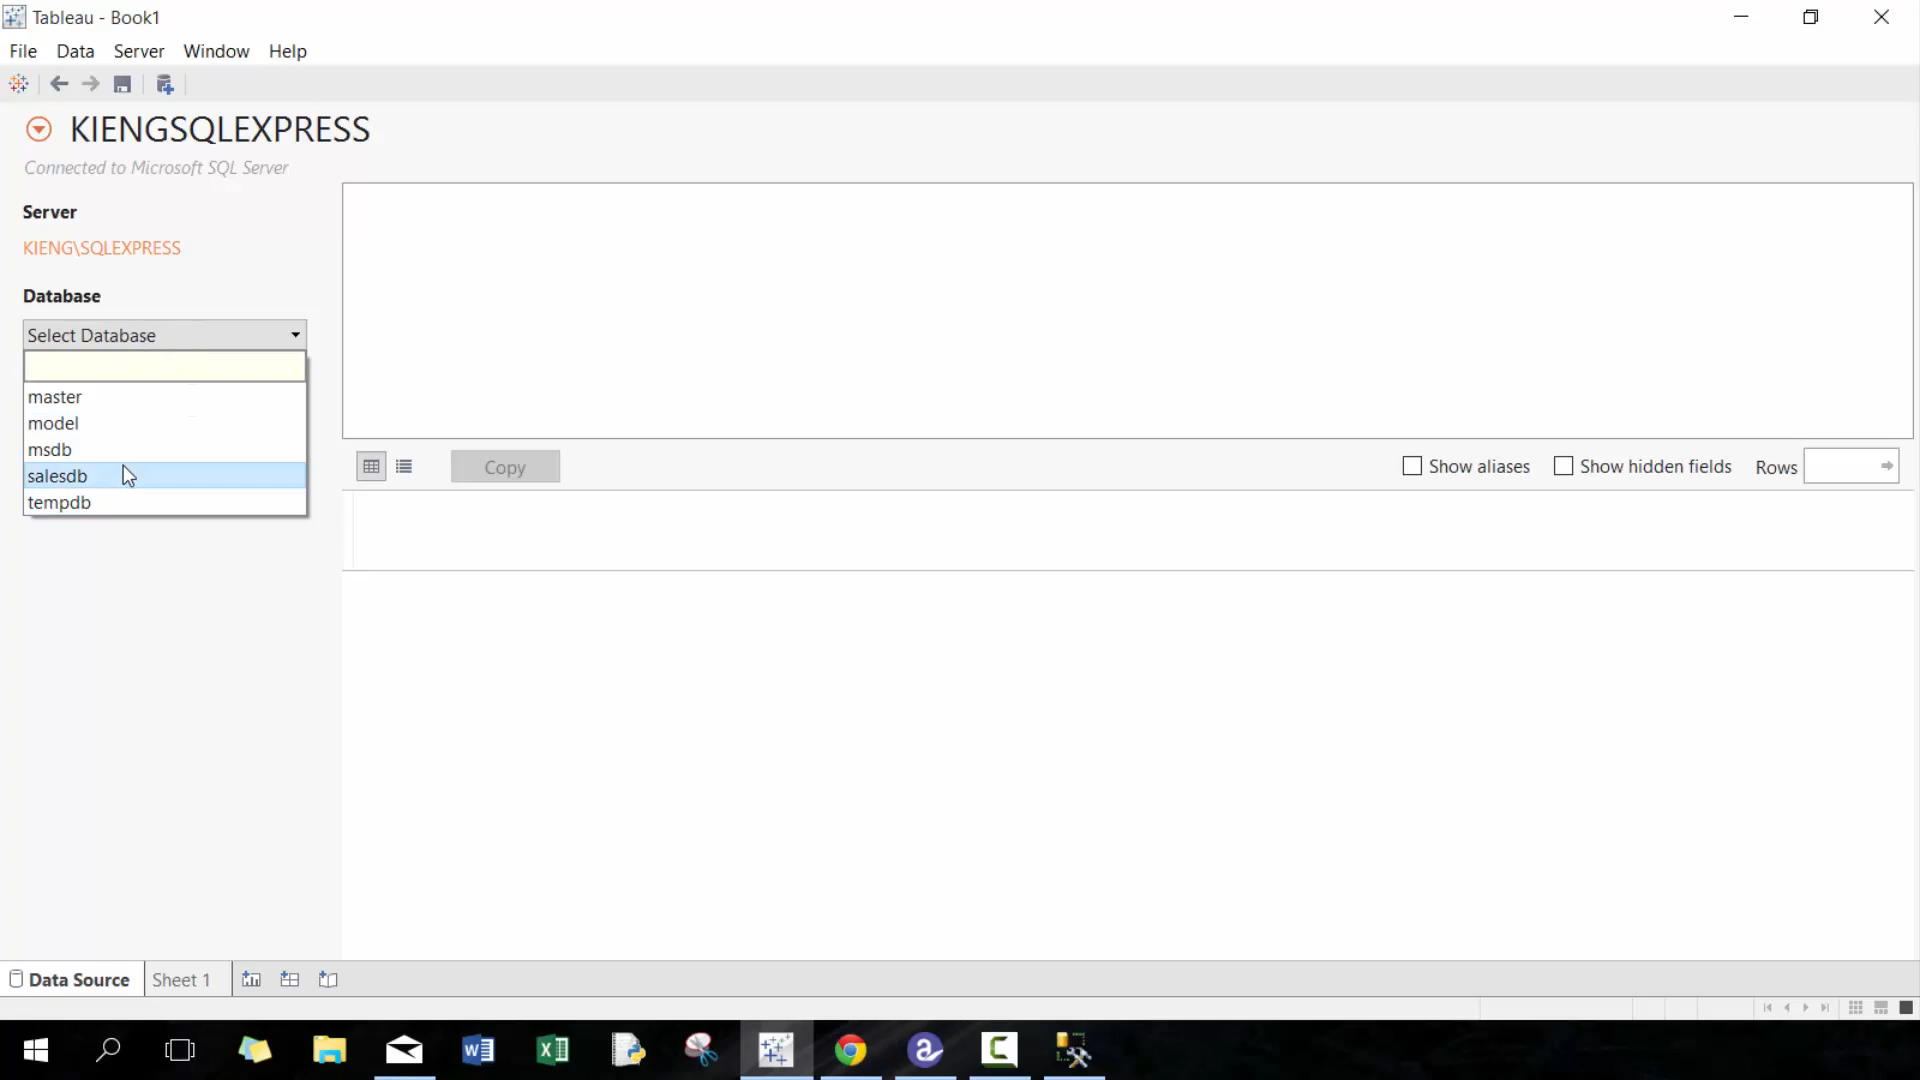 Tableau - Book1
File Data Server Window Help
KIENGSQLEXPRESS
Connected to Microsoft SQL Server
Server
KIENG\SQLEXPRESS
Database
Select Database
master
model
msdb
salesdb
tempdb
Copy
Show aliases
Show hidden fields
Rows
Data Source
Sheet 1